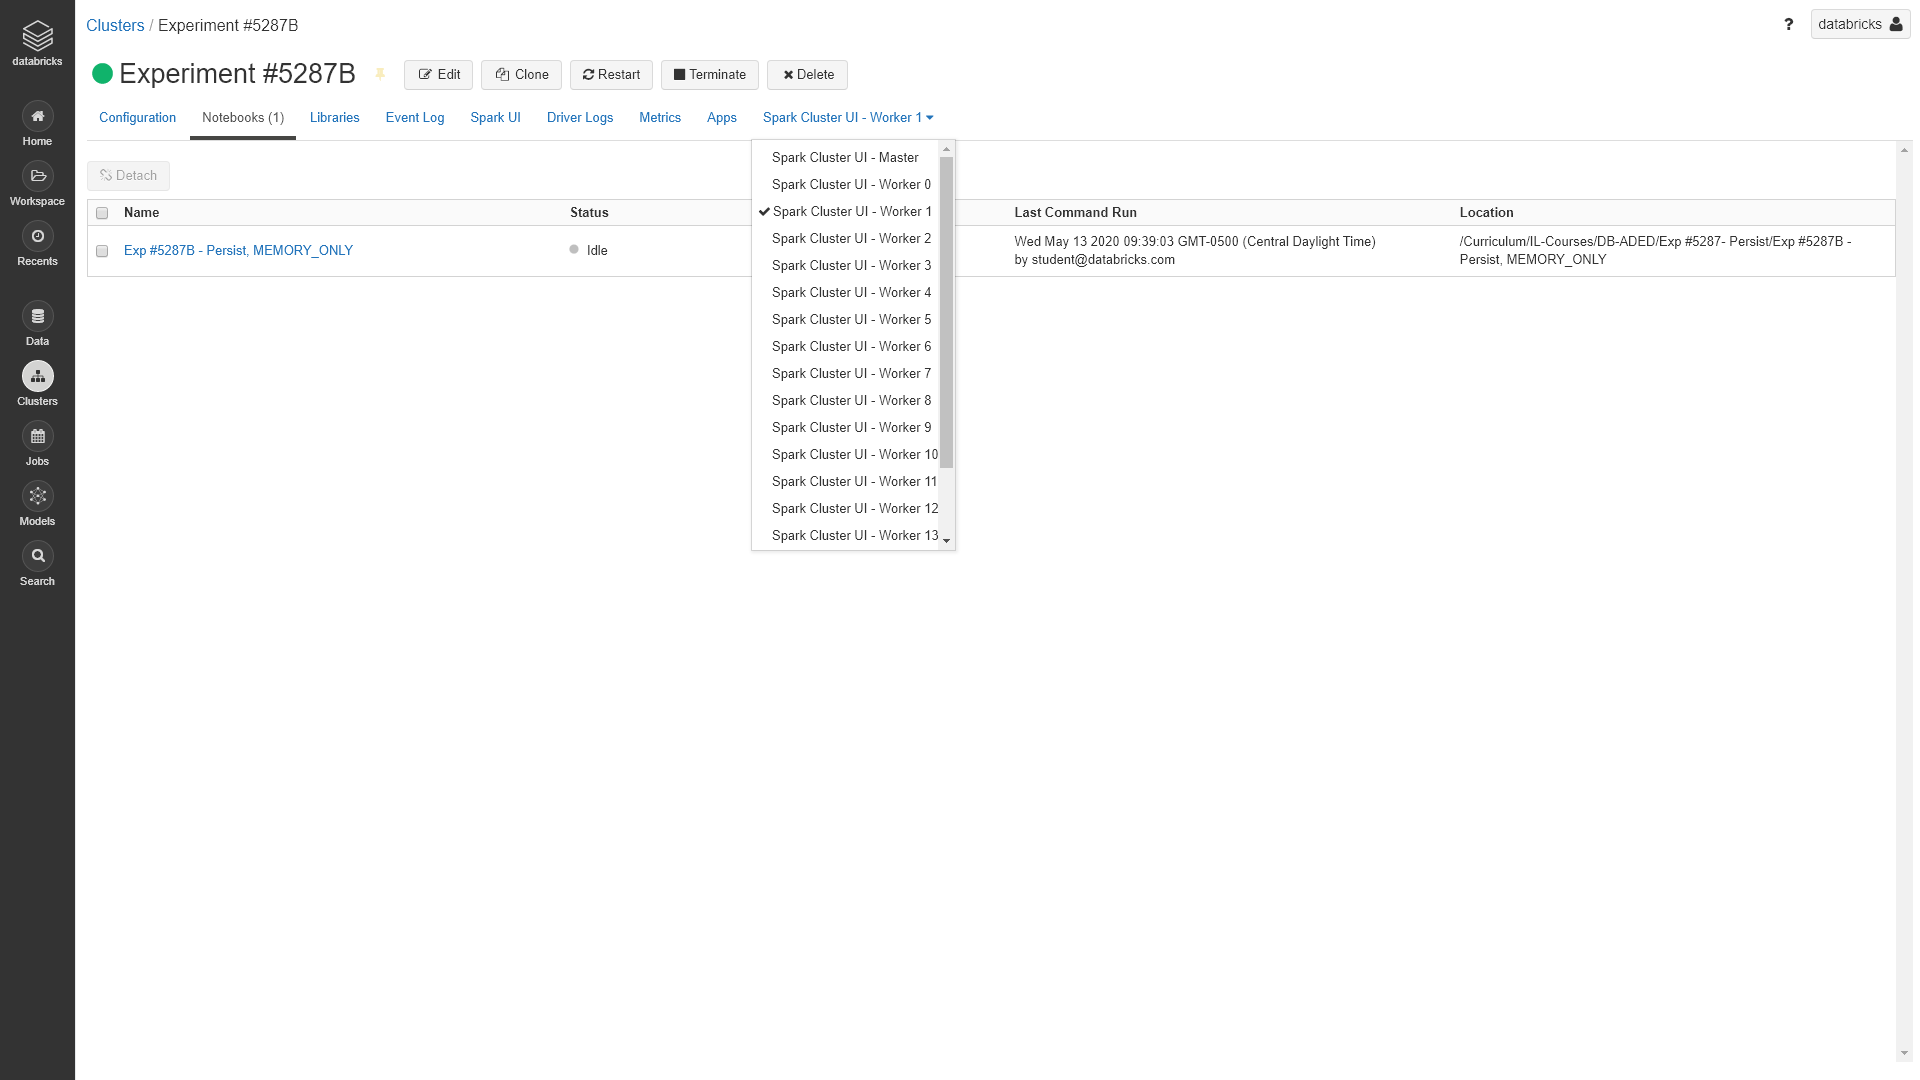 databricks
Home
Workspace
Recents
Data
Clusters
Jobs
Models
Search
Clusters / Experiment #5287B
? databricks
Experiment #5287B Edit Clone Restart Terminate Delete
Configuration Notebooks (1) Libraries Event Log Spark UI Driver Logs Metrics Apps Spark Cluster UI - Worker 1
Spark Cluster UI - Master
Spark Cluster UI - Worker 0
Spark Cluster UI - Worker 1
Spark Cluster UI - Worker 2
Spark Cluster UI - Worker 3
Spark Cluster UI - Worker 4
Spark Cluster UI - Worker 5
Spark Cluster UI - Worker 6
Spark Cluster UI - Worker 7
Spark Cluster UI - Worker 8
Spark Cluster UI - Worker 9
Spark Cluster UI - Worker 10
Spark Cluster UI - Worker 11
Spark Cluster UI - Worker 12
Spark Cluster UI - Worker 13
Detach
Name Status Last Command Run Location
Exp #5287B - Persist, MEMORY_ONLY Idle
Wed May 13 2020 09:39:03 GMT-0500 (Central Daylight Time)
by student@databricks.com
/Curriculum/IL-Courses/DB-ADED/Exp #5287- Persist/Exp #5287B -
Persist, MEMORY_ONLY